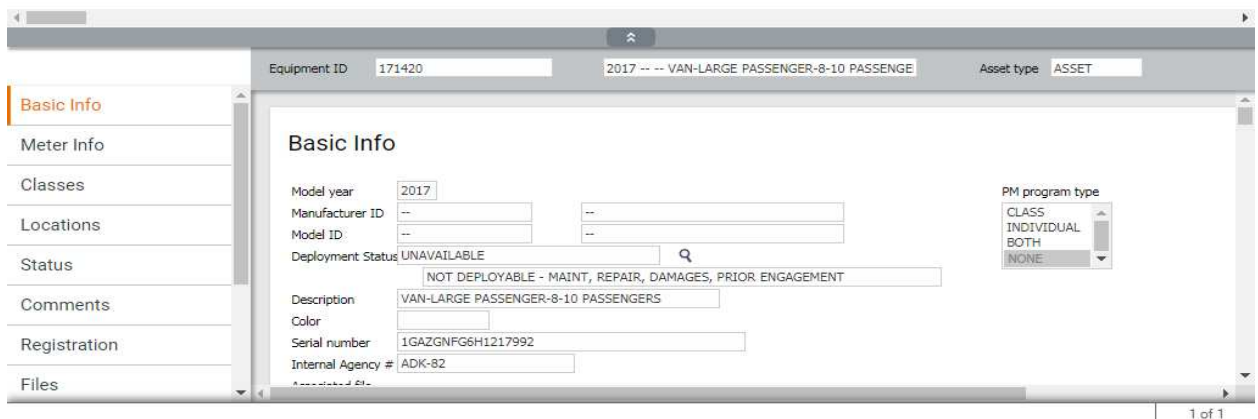 Equipment ID 171420 2017 -- -- VAN-LARGE PASSENGER-8-10 PASSENGE Asset type ASSET
Basic Info
Meter Info
Classes
Locations
Status
Comments
Registration
Files
Basic Info
Model year 2017
Manufacturer ID -- --
Model ID -- --
Deployment Status UNAVAILABLE
NOT DEPLOYABLE - MAINT, REPAIR, DAMAGES, PRIOR ENGAGEMENT
Description VAN-LARGE PASSENGER-8-10 PASSENGERS
Color
Serial number 1GAZGNFG6H1217992
Internal Agency # ADK-82
Associated file
PM program type
CLASS
INDIVIDUAL
BOTH
NONE
1 of 1